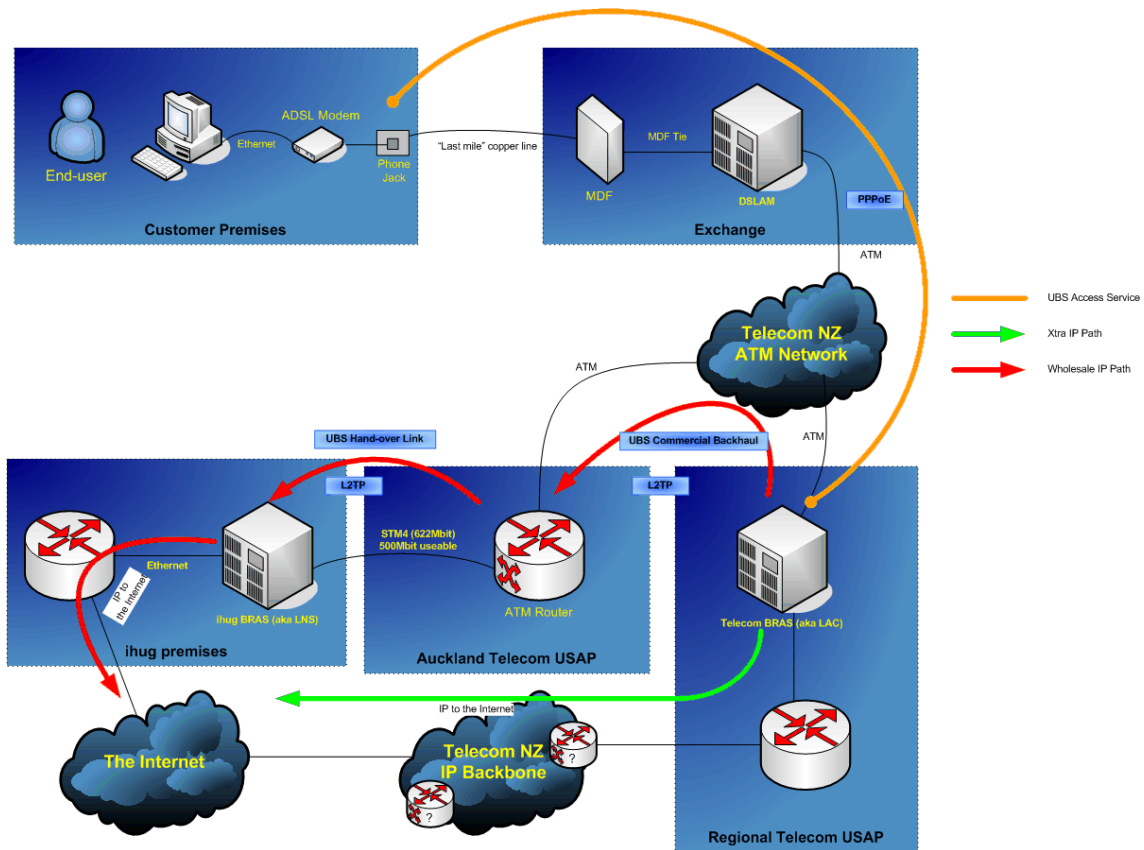 ADSL Modem
Ethernet
End-user
Phone
Jack
Customer Premises
"Last mile" copper line
MDF Tie
MDF
DSLAM
PPPoE
Exchange
ATM
UBS Access Service
Xtra IP Path
Wholesale IP Path
Telecom NZ
ATM Network
ATM
ATM
UBS Hand-over Link
UBS Commercial Backhaul
L2TP
L2TP
STM4 (622Mbit)
500Mbit useable
Ethernet
IP to
the Internet
ihug BRAS (aka LNS)
ihug premises
ATM Router
Auckland Telecom USAP
Telecom BRAS (aka LAC)
IP to the Internet
The Internet
Telecom NZ
IP Backbone
?
?
Regional Telecom USAP